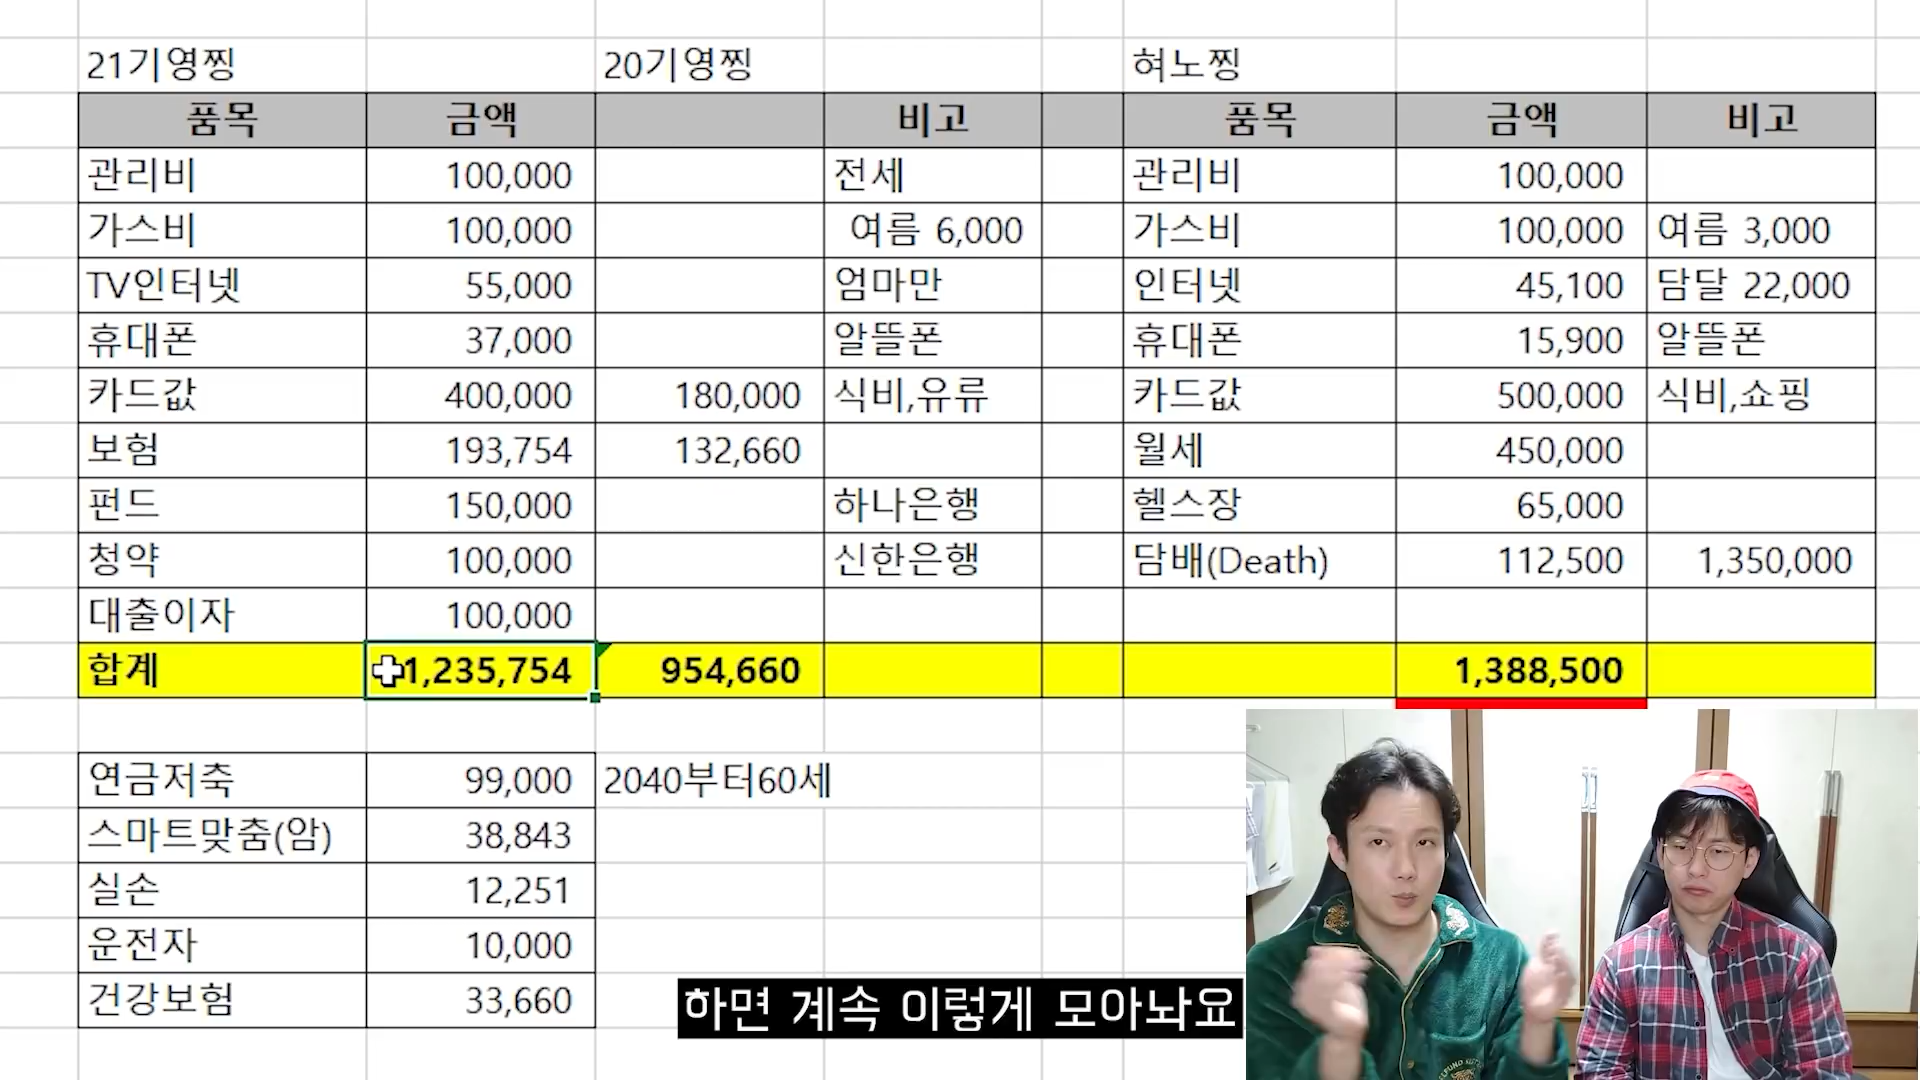 21기영찡 20기영찡 혀노찡
품목 금액 비고 품목 금액 비고
관리비 100,000 전세 관리비 100,000
가스비 100,000 여름 6,000 가스비 100,000 여름 3,000
TV인터넷 55,000 엄마만 인터넷 45,100 담달 22,000
휴대폰 37,000 알뜰폰 휴대폰 15,900 알뜰폰
카드값 400,000 180,000 식비,유류 카드값 500,000 식비,쇼핑
보험 193,754 132,660 월세 450,000
펀드 150,000 하나은행 헬스장 65,000
청약 100,000 신한은행 담배(Death) 112,500 1,350,000
대출이자 100,000
합계 1,235,754 954,660 1,388,500
연금저축 99,000 2040부터60세
스마트맞춤(암) 38,843
실손 12,251
운전자 10,000
건강보험 33,660
하면 계속 이렇게 모아놔요